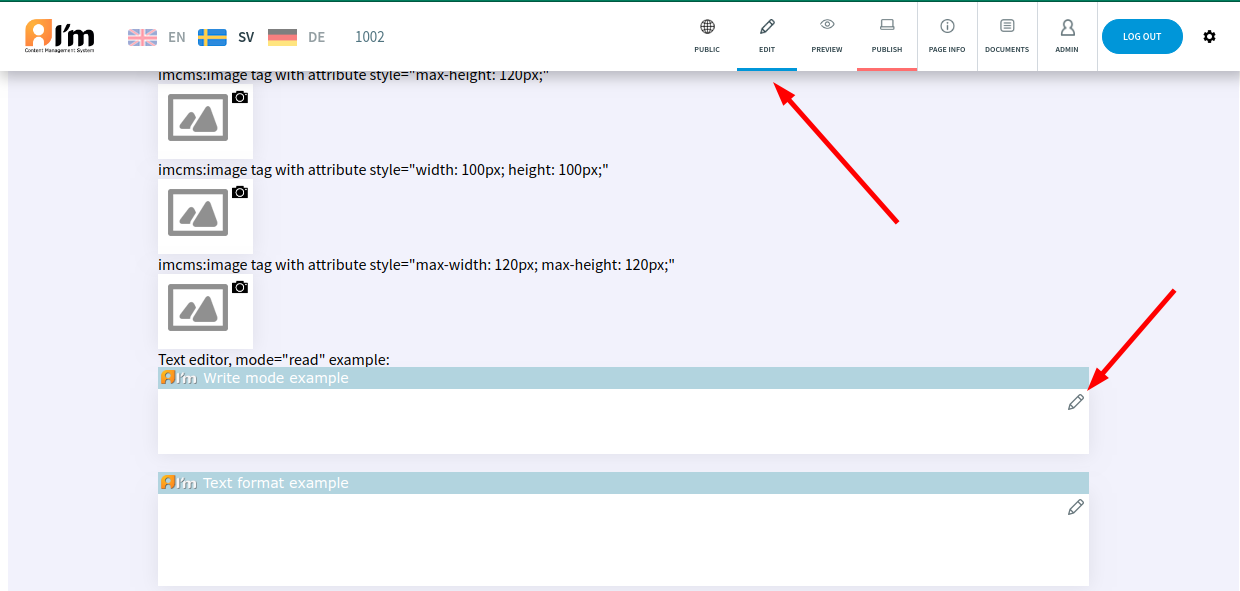 I'm
Content Management System
EN
SV
DE
1002
PUBLIC
EDIT
PREVIEW
PUBLISH
PAGE INFO
DOCUMENTS
ADMIN
LOG OUT
imcms:image tag with attribute style="max-height: 120px;"
imcms:image tag with attribute style="width: 100px; height: 100px;"
imcms:image tag with attribute style="max-width: 120px; max-height: 120px;"
Text editor, mode="read" example:
I'm Write mode example
I'm Text format example